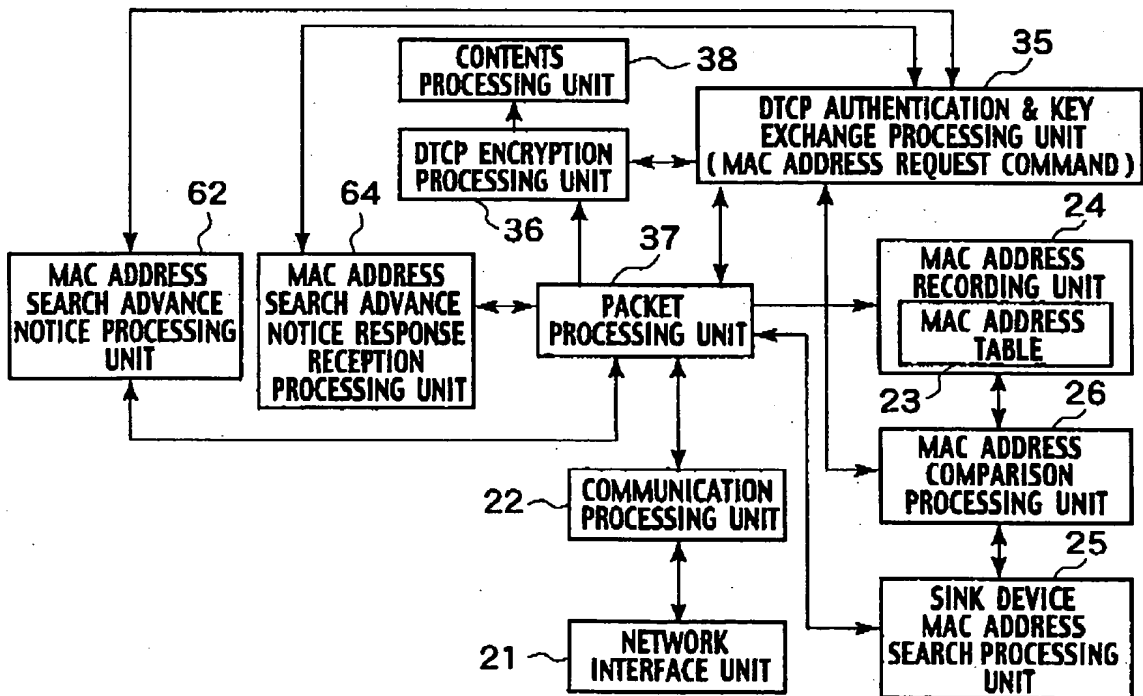 38
CONTENTS
PROCESSING UNIT
35
DTCP AUTHENTICATION & KEY
EXCHANGE PROCESSING UNIT
(MAC ADDRESS REQUEST COMMAND)
DTCP ENCRYPTION
PROCESSING UNIT
36
62
MAC ADDRESS
SEARCH ADVANCE
NOTICE PROCESSING
UNIT
64
MAC ADDRESS
SEARCH ADVANCE
NOTICE RESPONSE
RECEPTION
PROCESSING UNIT
37
PACKET
PROCESSING UNIT
24
MAC ADDRESS
RECORDING UNIT
MAC ADDRESS
TABLE
23
26
MAC ADDRESS
COMPARISON
PROCESSING UNIT
22
COMMUNICATION
PROCESSING UNIT
25
SINK DEVICE
MAC ADDRESS
SEARCH PROCESSING
UNIT
21
NETWORK
INTERFACE UNIT